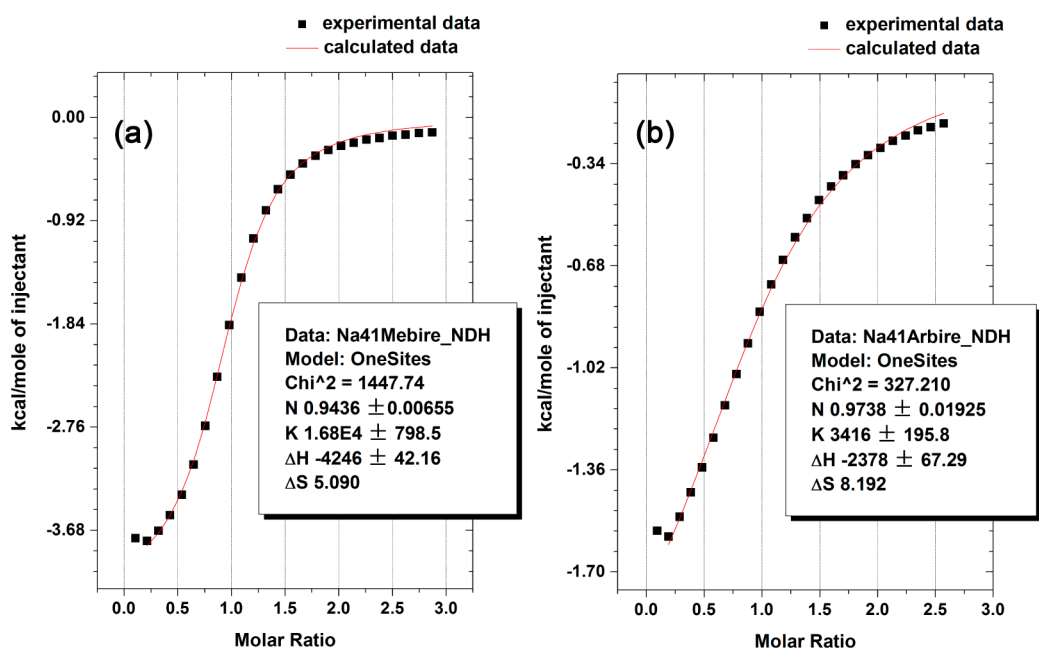 ■ experimental data
calculated data
(a)
kcal/mole of injectant
0.00
-0.92
-1.84
-2.76
-3.68
Data: Na41Mebire_NDH
Model: OneSites
Chi^2 = 1447.74
N 0.9436 ±0.00655
K 1.68E4 ± 798.5
ΔH -4246 ± 42.16
ΔS 5.090
0.0 0.5 1.0 1.5 2.0 2.5 3.0
Molar Ratio
■ experimental data
calculated data
(b)
kcal/mole of injectant
-0.34
-0.68
-1.02
-1.36
-1.70
Data: Na41Arbire_NDH
Model: OneSites
Chi^2 = 327.210
N 0.9738 ± 0.01925
K 3416 ± 195.8
ΔH -2378 ± 67.29
ΔS 8.192
0.0 0.5 1.0 1.5 2.0 2.5 3.0
Molar Ratio